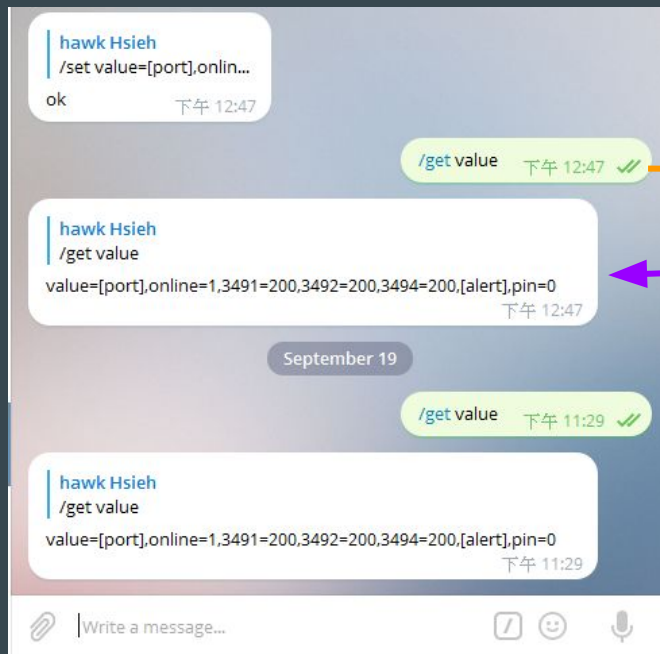 hawk Hsieh
/set value=[port],onlin...
ok
下午 12:47
/get value 下午 12:47
hawk Hsieh
/get value
value=[port],online=1,3491=200,3492=200,3494=200,[alert],pin=0
下午 12:47
September 19
/get value 下午 11:29
hawk Hsieh
/get value
value=[port],online=1,3491=200,3492=200,3494=200,[alert],pin=0
下午 11:29
Write a message...